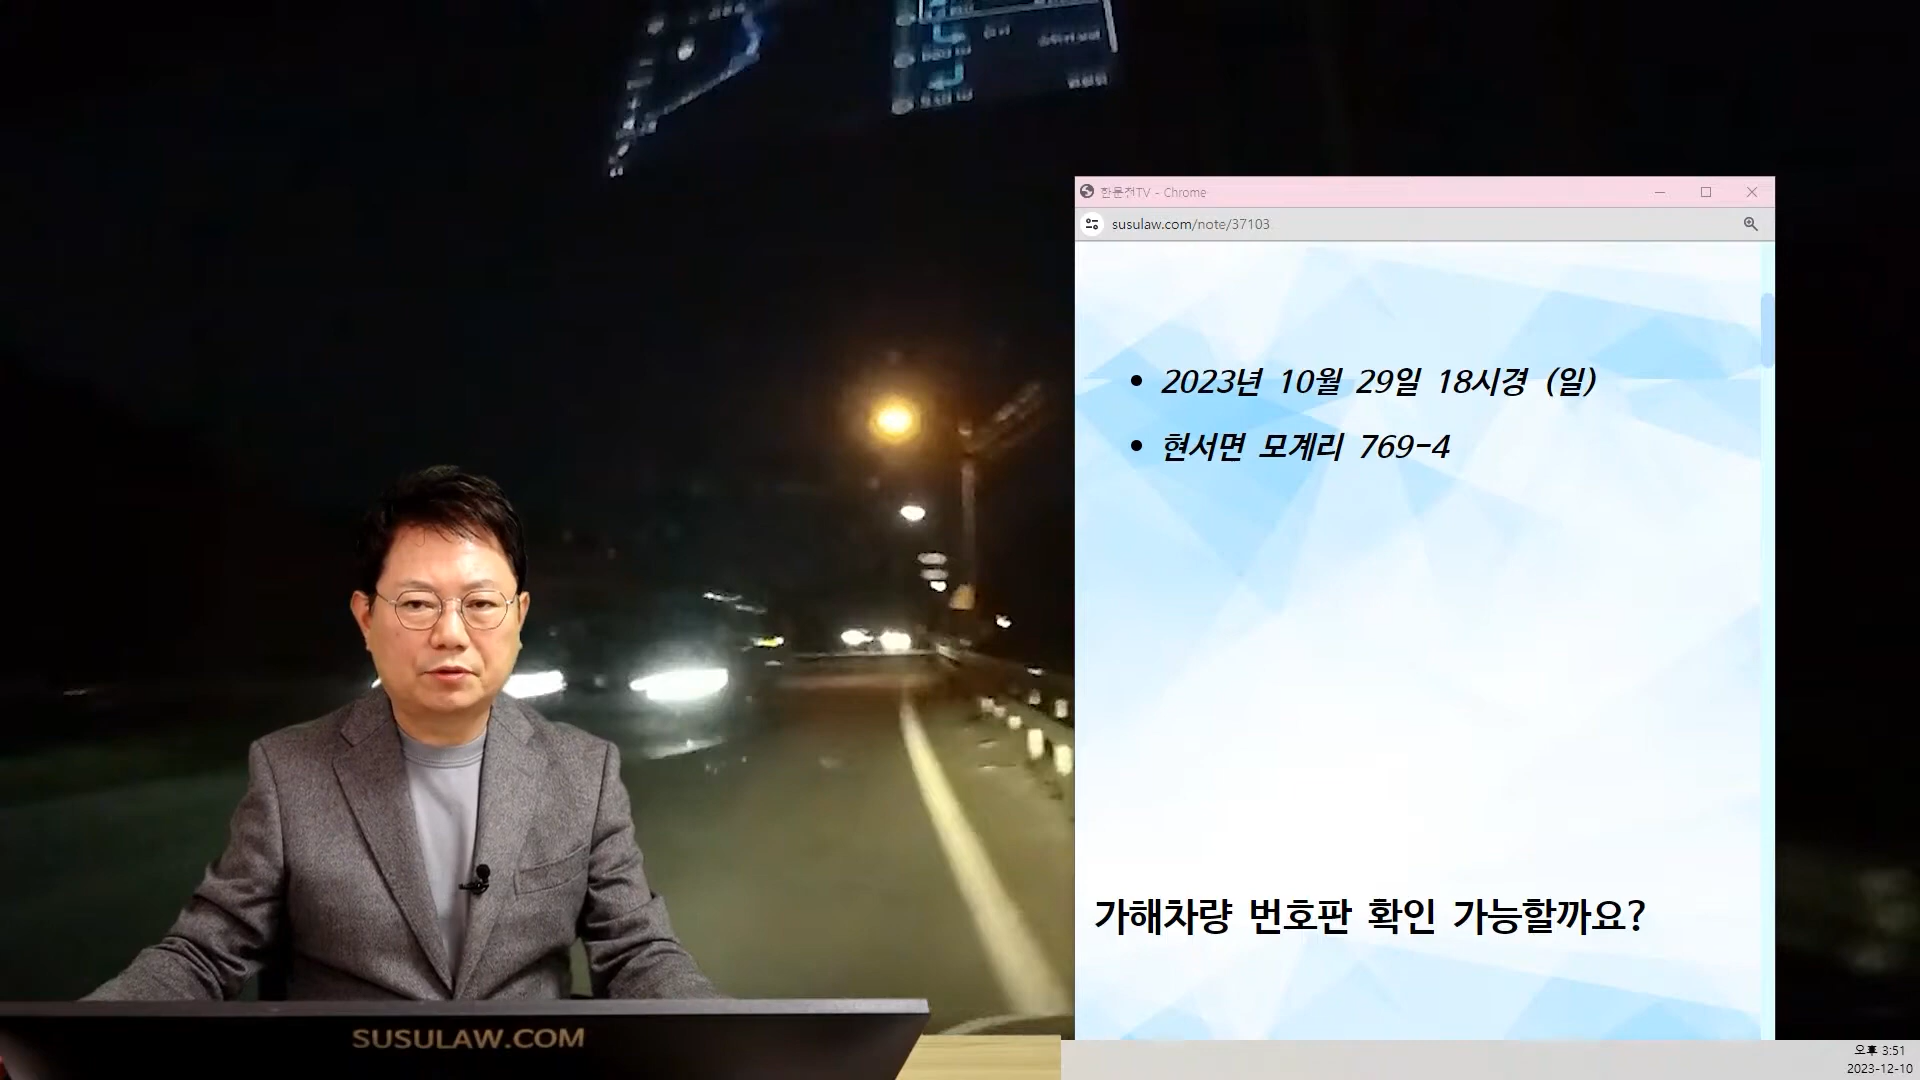 한문철TV - Chrome
susulaw.com/note/37103
• 2023년 10월 29일 18시경 (일)
• 현서면 모계리 769-4
가해차량 번호판 확인 가능할까요?
SUSULAW.COM
오후 3:51
2023-12-10